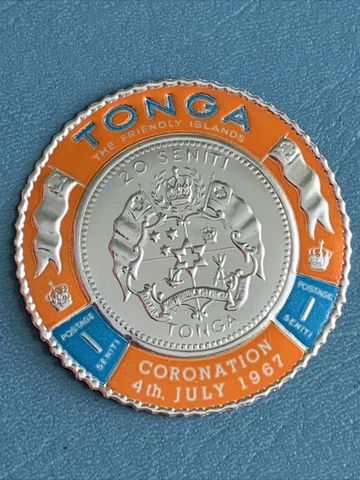 TONGA
THE FRIENDLY ISLANDS
20 SENITI
TONGA
POSTAGE
1
SENITI
POSTAGE
1
SENITI
CORONATION
4th. JULY 1967